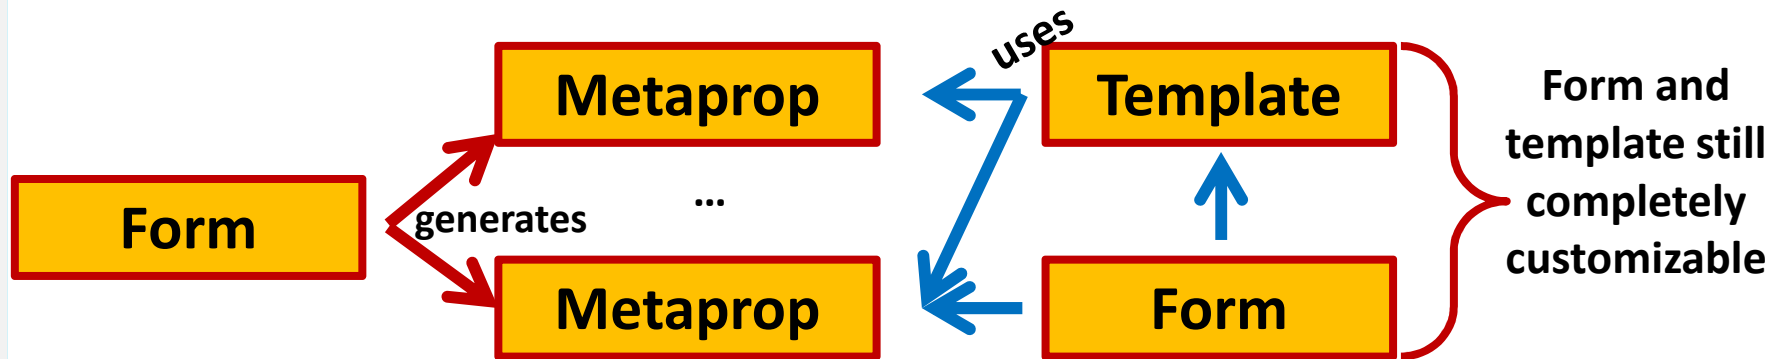 uses
Metaprop
Template
Form and
template still
completely
customizable
Form
generates
...
Metaprop
Form